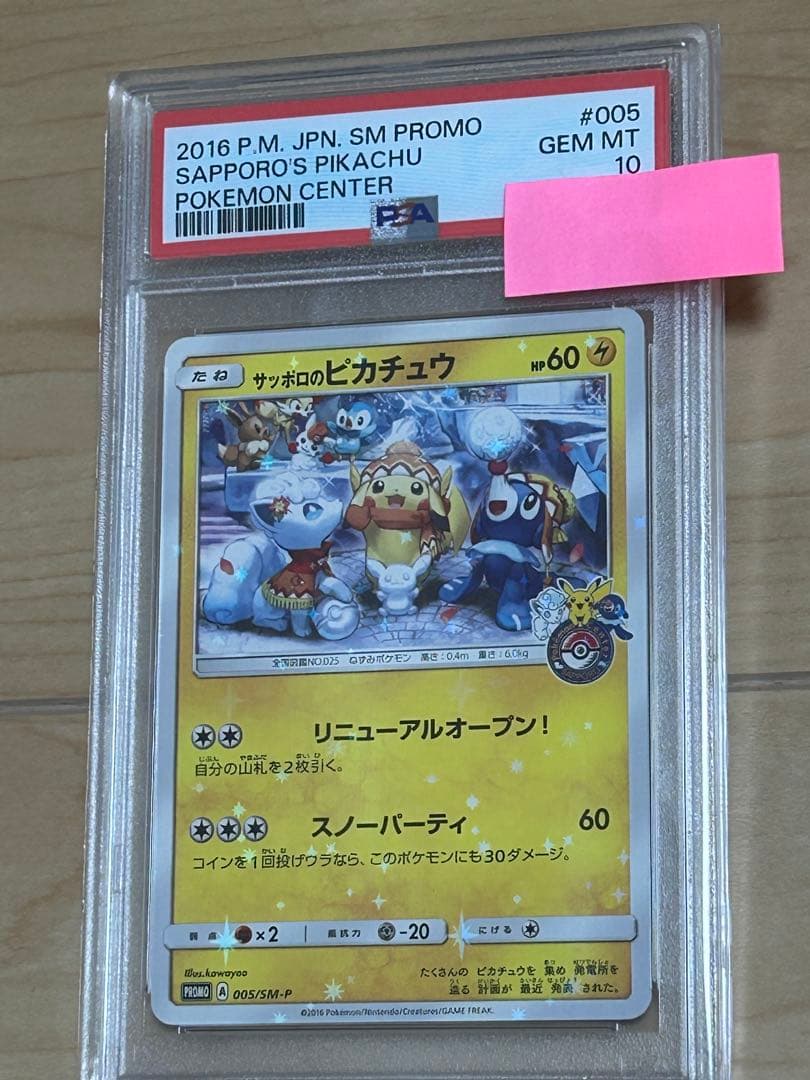 2016 P.M. JPN. SM PROMO #005
SAPPORO'S PIKACHU GEM MT
POKEMON CENTER 10
PSA
たね サッポロのピカチュウ HP60
全国図鑑NO.025 ねずみポケモン 高さ:0.4m 重さ:6.0kg
リニューアルオープン!
自分の山札を2枚引く。
スノーパーティ 60
コインを1回投げウラなら、このポケモンにも30ダメージ。
弱点 ×2 抵抗力 -20 にげる
Illus.kawayoo
たくさんの ピカチュウを 集め 発電所を
造る 計画が 最近 発表 された。
PROMO A 005/SM-P
©2016 Pokémon/Nintendo/Creatures/GAME FREAK.